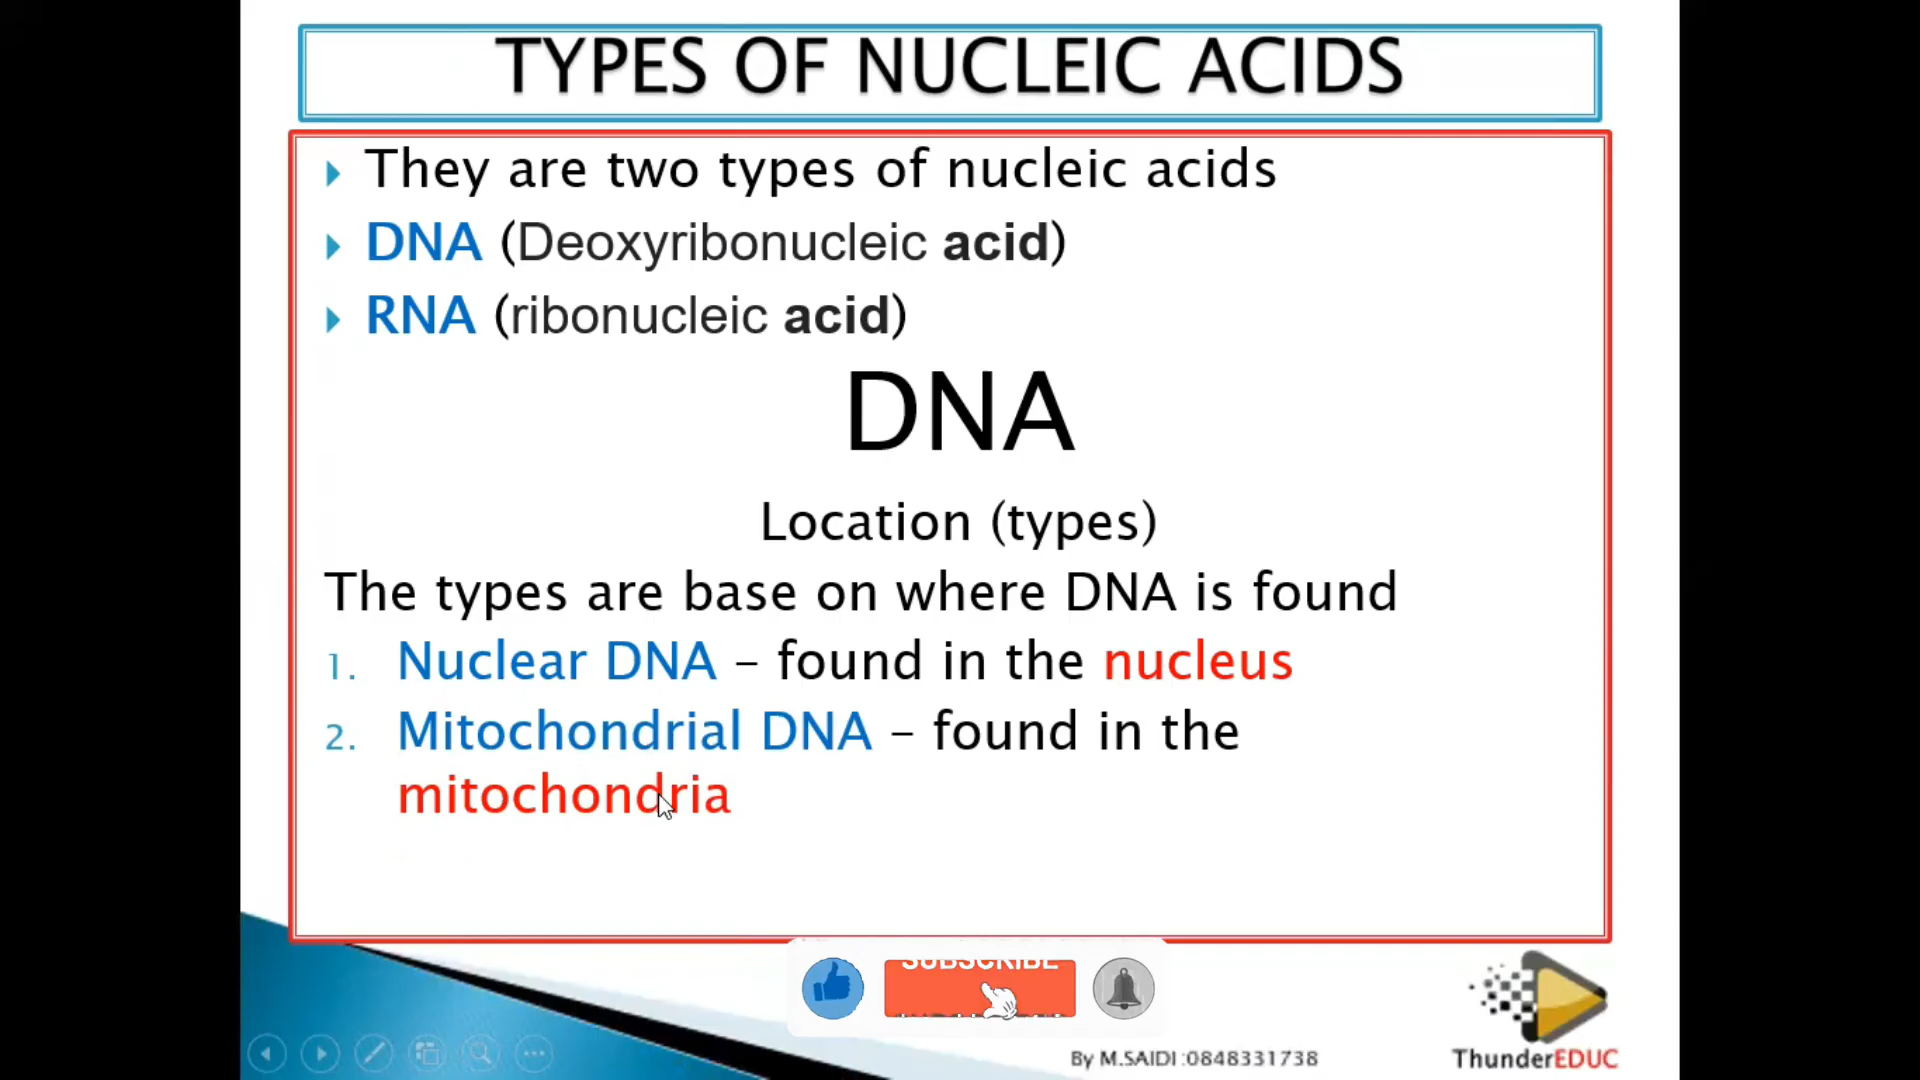 TYPES OF NUCLEIC ACIDS
They are two types of nucleic acids
DNA (Deoxyribonucleic acid)
RNA (ribonucleic acid)
DNA
Location (types)
The types are base on where DNA is found
1. Nuclear DNA – found in the nucleus
2. Mitochondrial DNA – found in the
mitochondria
SUBSCRIBE
By M.SAIDI :0848331738
ThunderEDUC